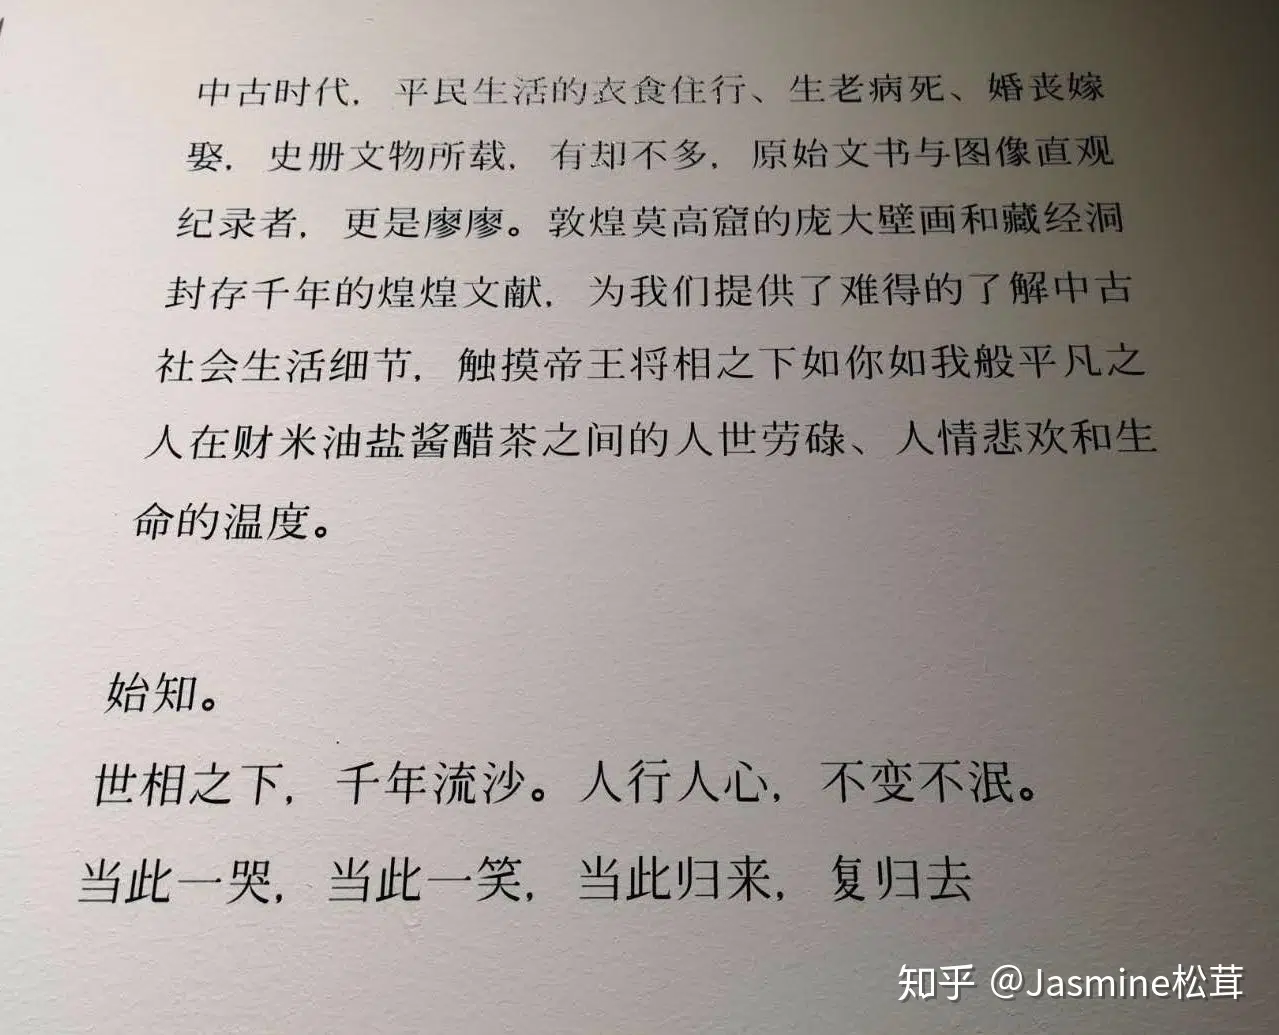 中古时代，平民生活的衣食住行、生老病死、婚丧嫁
娶，史册文物所载，有却不多，原始文书与图像直观
纪录者，更是廖廖。敦煌莫高窟的庞大壁画和藏经洞
封存千年的煌煌文献，为我们提供了难得的了解中古
社会生活细节，触摸帝王将相之下如你如我般平凡之
人在财米油盐酱醋茶之间的人世劳碌、人情悲欢和生
命的温度。
始知。
世相之下，千年流沙。人行人心，不变不泯。
当此一哭，当此一笑，当此归来，复归去
知乎 @Jasmine松茸